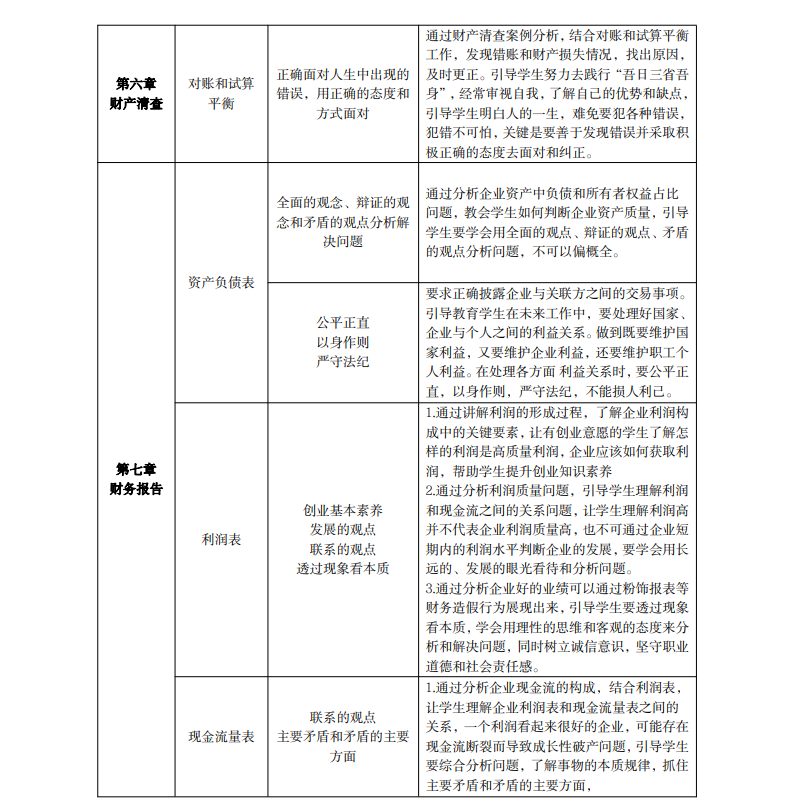 第六章
财产清查
对账和试算
平衡
正确面对人生中出现的
错误，用正确的态度和
方式面对
通过财产清查案例分析，结合对账和试算平衡
工作，发现错账和财产损失情况，找出原因，
及时更正。引导学生努力去践行“吾日三省吾
身”，经常审视自我，了解自己的优势和缺点，
引导学生明白人的一生，难免要犯各种错误，
犯错不可怕，关键是要善于发现错误并采取积
极正确的态度去面对和纠正。
第七章
财务报告
资产负债表
全面的观念、辩证的观
念和矛盾的观点分析解
决问题
通过分析企业资产中负债和所有者权益占比
问题，教会学生如何判断企业资产质量，引导
学生要学会用全面的观点、辩证的观点、矛盾
的观点分析问题，不可以偏概全。
公平正直
以身作则
严守法纪
要求正确披露企业与关联方之间的交易事项。
引导教育学生在未来工作中，要处理好国家、
企业与个人之间的利益关系。做到既要维护国
家利益，又要维护企业利益，还要维护职工个
人利益。在处理各方面 利益关系时，要公平正
直，以身作则，严守法纪，不能损人利己。
利润表
创业基本素养
发展的观点
联系的观点
透过现象看本质
1.通过讲解利润的形成过程，了解企业利润构
成中的关键要素，让有创业意愿的学生了解怎
样的利润是高质量利润，企业应该如何获取利
润，帮助学生提升创业知识素养
2.通过分析利润质量问题，引导学生理解利润
和现金流之间的关系问题，让学生理解利润高
并不代表企业利润质量高，也不可通过企业短
期内的利润水平判断企业的发展，要学会用长
远的、发展的眼光看待和分析问题。
3.通过分析企业好的业绩可以通过粉饰报表等
财务造假行为展现出来，引导学生要透过现象
看本质，学会用理性的思维和客观的态度来分
析和解决问题，同时树立诚信意识，坚守职业
道德和社会责任感。
现金流量表
联系的观点
主要矛盾和矛盾的主要
方面
1.通过分析企业现金流的构成，结合利润表，
让学生理解企业利润表和现金流量表之间的
关系，一个利润看起来很好的企业，可能存在
现金流断裂而导致成长性破产问题，引导学生
要综合分析问题，了解事物的本质规律，抓住
主要矛盾和矛盾的主要方面，